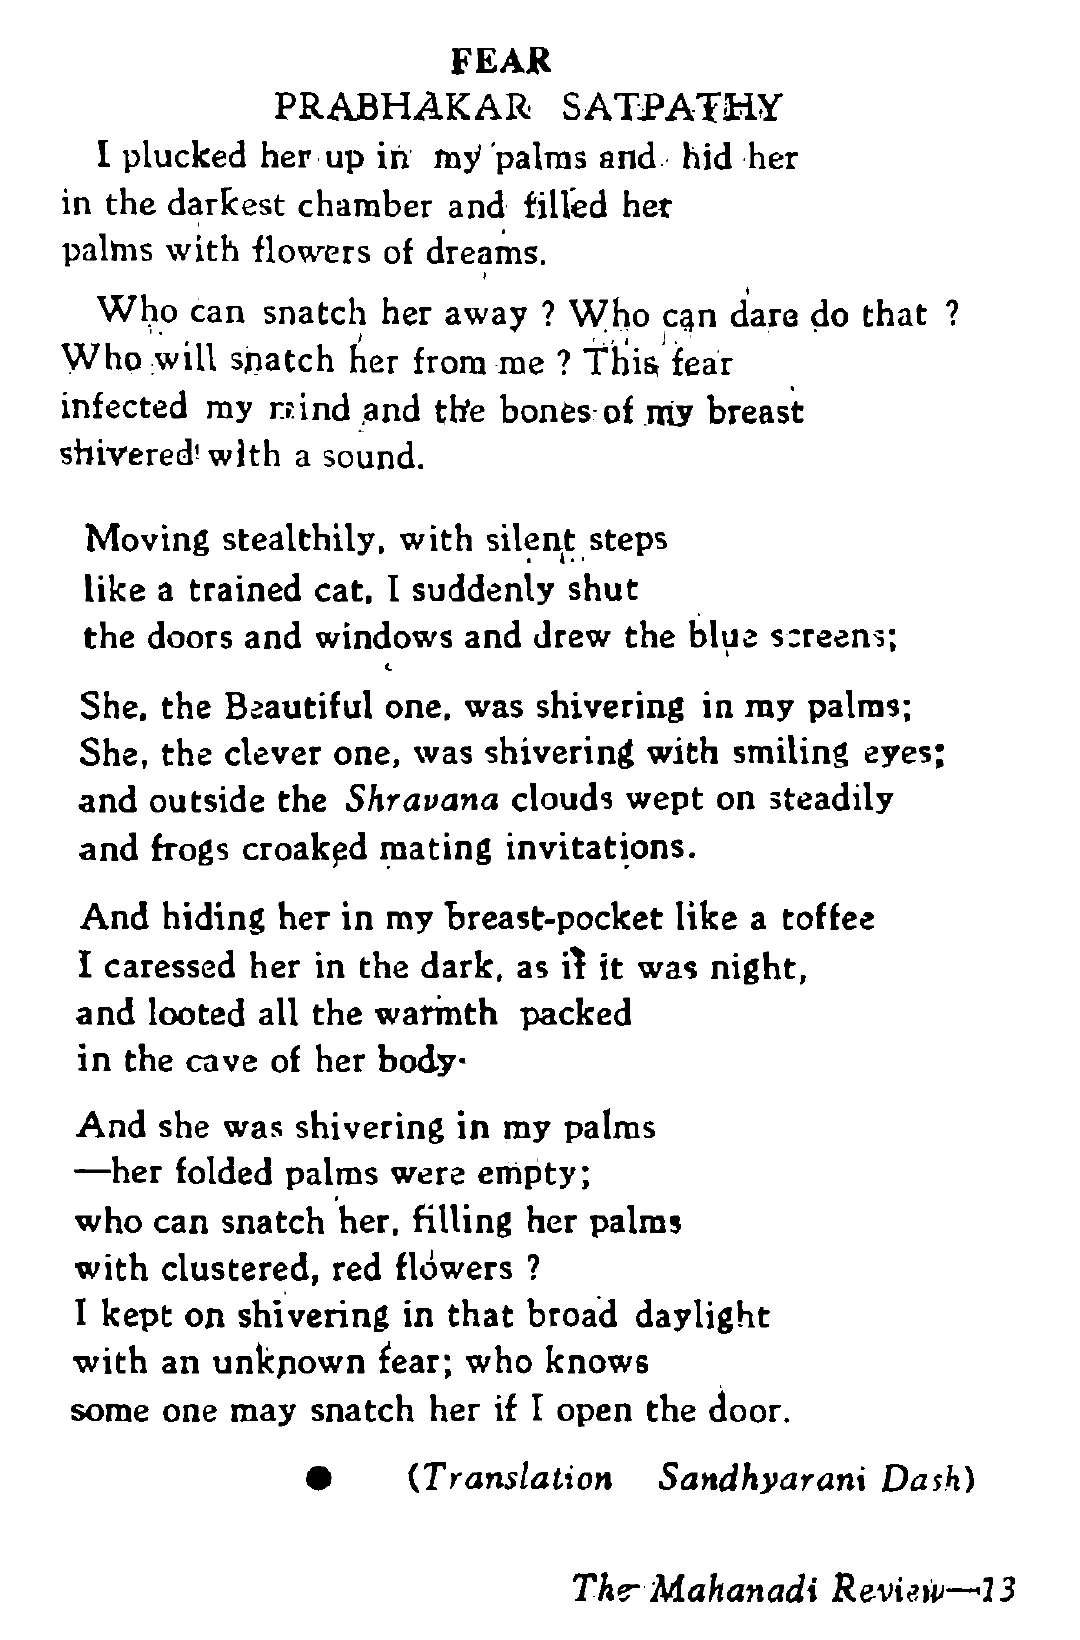 FEAR
PRABHAKAR SATPATHY
I plucked her up in my palms and hid her
in the darkest chamber and filled her
palms with flowers of dreams.
Who can snatch her away ? Who can dare do that ?
Who will snatch her from me ? This fear
infected my mind and the bones of my breast
shivered with a sound.
Moving stealthily, with silent steps
like a trained cat, I suddenly shut
the doors and windows and drew the blue screens;
She, the Beautiful one, was shivering in my palms;
She, the clever one, was shivering with smiling eyes;
and outside the Shravana clouds wept on steadily
and frogs croaked mating invitations.
And hiding her in my breast-pocket like a toffee
I caressed her in the dark, as if it was night,
and looted all the warmth packed
in the cave of her body.
And she was shivering in my palms
—her folded palms were empty;
who can snatch her, filling her palms
with clustered, red flowers ?
I kept on shivering in that broad daylight
with an unknown fear; who knows
some one may snatch her if I open the door.
● (Translation Sandhyarani Dash)
The Mahanadi Review—13